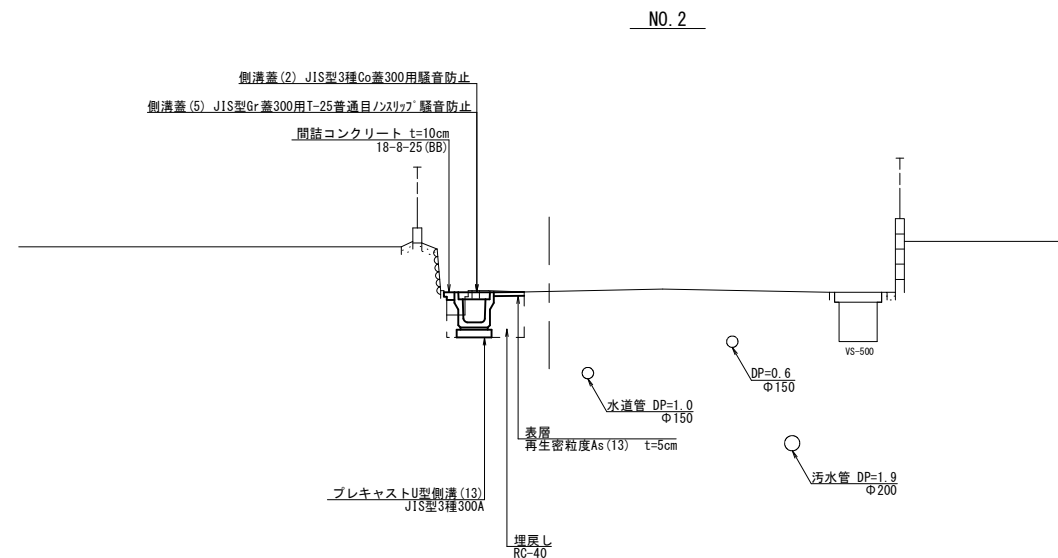 NO.2
側溝蓋(2) JIS型3種Co蓋300用騒音防止
側溝蓋(5) JIS型Gr蓋300用T-25普通目ﾉﾝｽﾘｯﾌﾟ騒音防止
間詰コンクリート t=10cm
18-8-25(BB)
VS-500
DP=0.6
Φ150
水道管 DP=1.0
Φ150
表層
再生密粒度As(13) t=5cm
汚水管 DP=1.9
Φ200
プレキャストU型側溝(13)
JIS型3種300A
埋戻し
RC-40